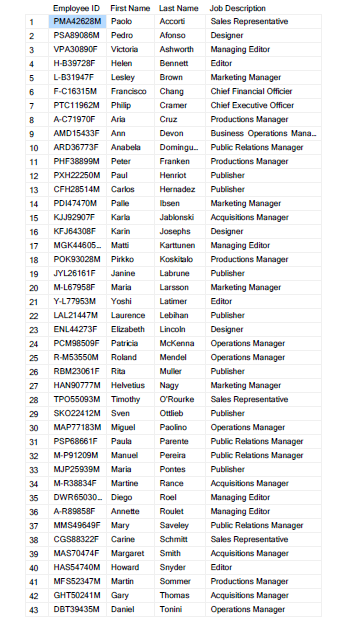 Employee ID First Name Last Name Job Description
1 PMA42628M Paolo Accorti Sales Representative
2 PSA89086M Pedro Afonso Designer
3 VPA30890F Victoria Ashworth Managing Editor
4 H-B39728F Helen Bennett Editor
5 L-B31947F Lesley Brown Marketing Manager
6 F-C16315M Francisco Chang Chief Financial Officier
7 PTC11962M Philip Cramer Chief Executive Officer
8 A-C71970F Aria Cruz Productions Manager
9 AMD15433F Ann Devon Business Operations Mana...
10 ARD36773F Anabela Domingu... Public Relations Manager
11 PHF38899M Peter Franken Productions Manager
12 PXH22250M Paul Henriot Publisher
13 CFH28514M Carlos Hernadez Publisher
14 PDI47470M Palle Ibsen Marketing Manager
15 KJJ92907F Karla Jablonski Acquisitions Manager
16 KFJ64308F Karin Josephs Designer
17 MGK44605... Matti Karttunen Managing Editor
18 POK93028M Pirkko Koskitalo Productions Manager
19 JYL26161F Janine Labrune Publisher
20 M-L67958F Maria Larsson Marketing Manager
21 Y-L77953M Yoshi Latimer Editor
22 LAL21447M Laurence Lebihan Publisher
23 ENL44273F Elizabeth Lincoln Designer
24 PCM98509F Patricia McKenna Operations Manager
25 R-M53550M Roland Mendel Operations Manager
26 RBM23061F Rita Muller Publisher
27 HAN90777M Helvetius Nagy Marketing Manager
28 TPO55093M Timothy O'Rourke Sales Representative
29 SKO22412M Sven Ottlieb Publisher
30 MAP77183M Miguel Paolino Operations Manager
31 PSP68661F Paula Parente Public Relations Manager
32 M-P91209M Manuel Pereira Public Relations Manager
33 MJP25939M Maria Pontes Publisher
34 M-R38834F Martine Rance Acquisitions Manager
35 DWR65030... Diego Roel Managing Editor
36 A-R89858F Annette Roulet Managing Editor
37 MMS49649F Mary Saveley Public Relations Manager
38 CGS88322F Carine Schmitt Sales Representative
39 MAS70474F Margaret Smith Acquisitions Manager
40 HAS54740M Howard Snyder Editor
41 MFS52347M Martin Sommer Productions Manager
42 GHT50241M Gary Thomas Acquisitions Manager
43 DBT39435M Daniel Tonini Operations Manager